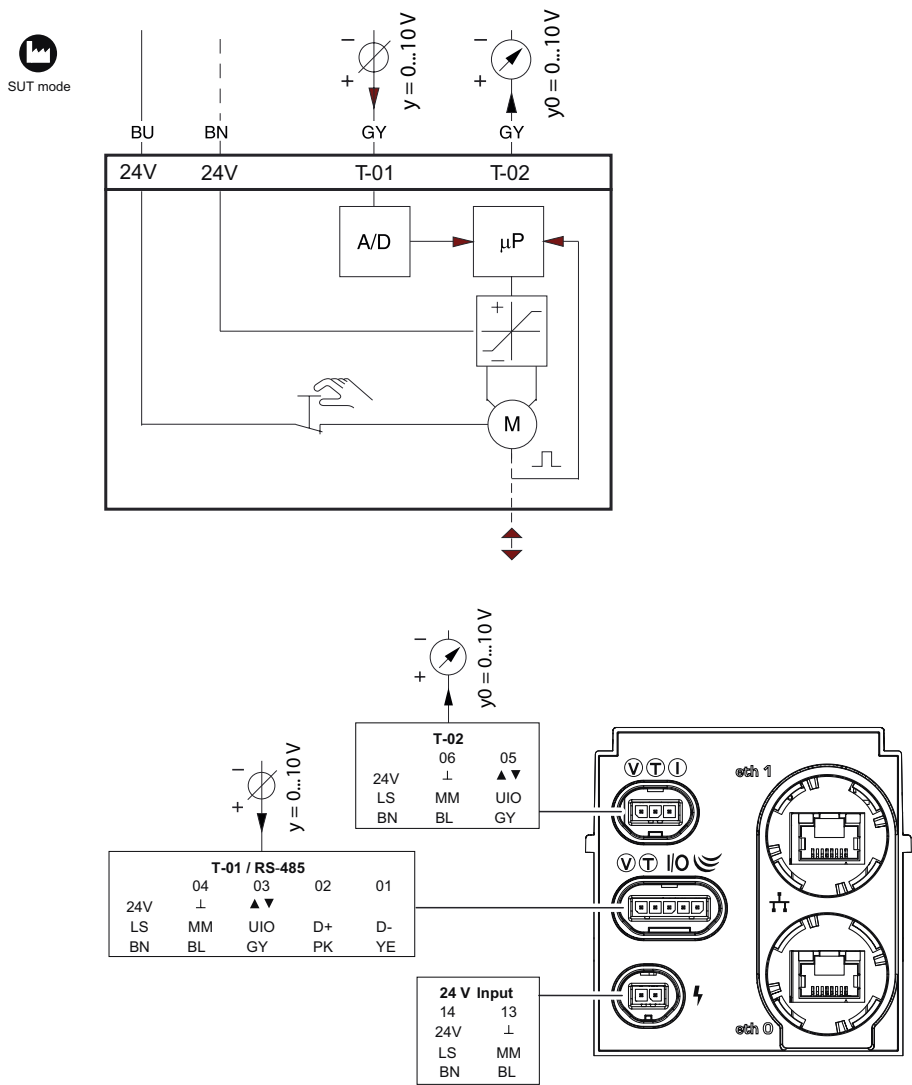 SUT mode
– + y = 0...10 V
– + y0 = 0...10 V
BU BN GY GY
24V 24V T-01 T-02
A/D µP
+
–
M
– + y0 = 0...10 V
T-02
06 05
24V ⊥ ▲▼
LS MM UIO
BN BL GY
– + y = 0...10 V
T-01 / RS-485
04 03 02 01
24V ⊥ ▲▼
LS MM UIO D+ D-
BN BL GY PK YE
24 V Input
14 13
24V ⊥
LS MM
BN BL
V T I
eth 1
V T I/O
eth 0